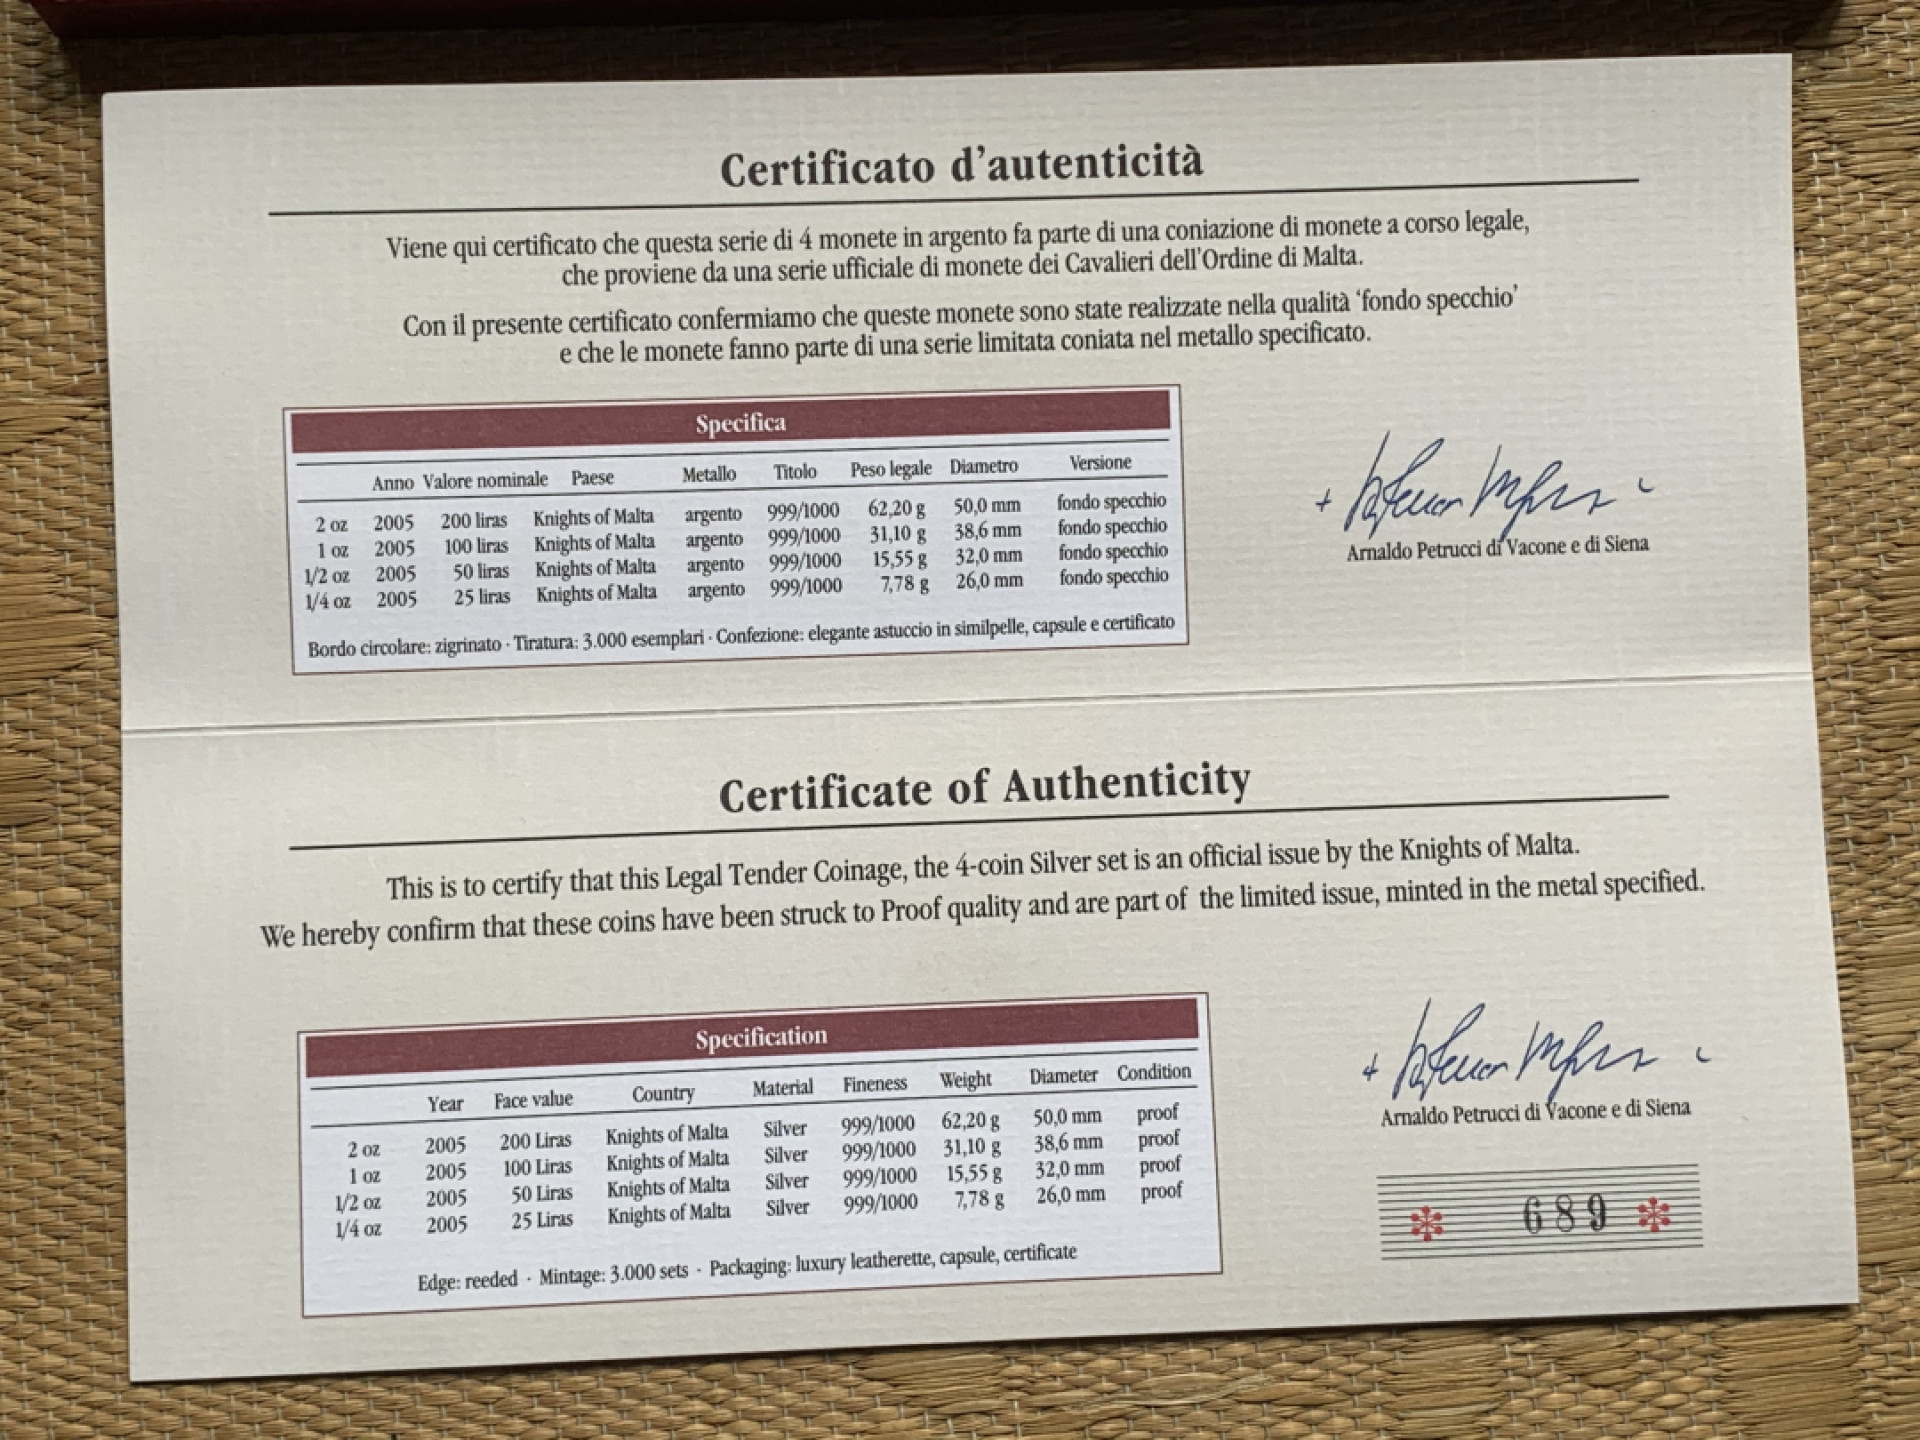 Certificato d'autenticità
Viene qui certificato che questa serie di 4 monete in argento fa parte di una coniazione di monete a corso legale,
che proviene da una serie ufficiale di monete dei Cavalieri dell'Ordine di Malta.
Con il presente certificato confermiamo che queste monete sono state realizzate nella qualità 'fondo specchio'
e che le monete fanno parte di una serie limitata coniata nel metallo specificato.
Specifica
Anno Valore nominale Paese Metallo Titolo Peso legale Diametro Versione
2 oz 2005 200 liras Knights of Malta argento 999/1000 62,20 g 50,0 mm fondo specchio
1 oz 2005 100 liras Knights of Malta argento 999/1000 31,10 g 38,6 mm fondo specchio
1/2 oz 2005 50 liras Knights of Malta argento 999/1000 15,55 g 32,0 mm fondo specchio
1/4 oz 2005 25 liras Knights of Malta argento 999/1000 7,78 g 26,0 mm fondo specchio
Bordo circolare: zigrinato · Tiratura: 3.000 esemplari · Confezione: elegante astuccio in similpelle, capsule e certificato
Arnaldo Petrucci di Vacone e di Siena
Certificate of Authenticity
This is to certify that this Legal Tender Coinage, the 4-coin Silver set is an official issue by the Knights of Malta.
We hereby confirm that these coins have been struck to Proof quality and are part of the limited issue, minted in the metal specified.
Specification
Year Face value Country Material Fineness Weight Diameter Condition
2 oz 2005 200 Liras Knights of Malta Silver 999/1000 62,20 g 50,0 mm proof
1 oz 2005 100 Liras Knights of Malta Silver 999/1000 31,10 g 38,6 mm proof
1/2 oz 2005 50 Liras Knights of Malta Silver 999/1000 15,55 g 32,0 mm proof
1/4 oz 2005 25 Liras Knights of Malta Silver 999/1000 7,78 g 26,0 mm proof
Edge: reeded · Mintage: 3.000 sets · Packaging: luxury leatherette, capsule, certificate
Arnaldo Petrucci di Vacone e di Siena
689